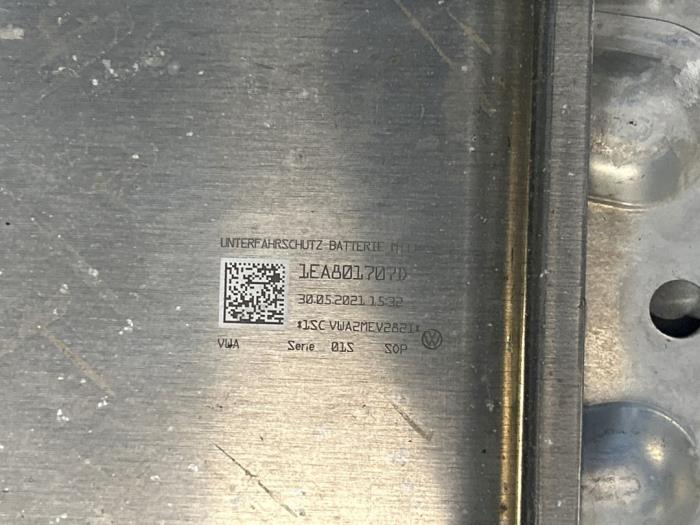 UNTERFAHRSCHUTZ BATTERIE
1EA801707D
30.05.2021 15:32
*1SC VWA2MEV2821*
VWA Serie 01S SOP